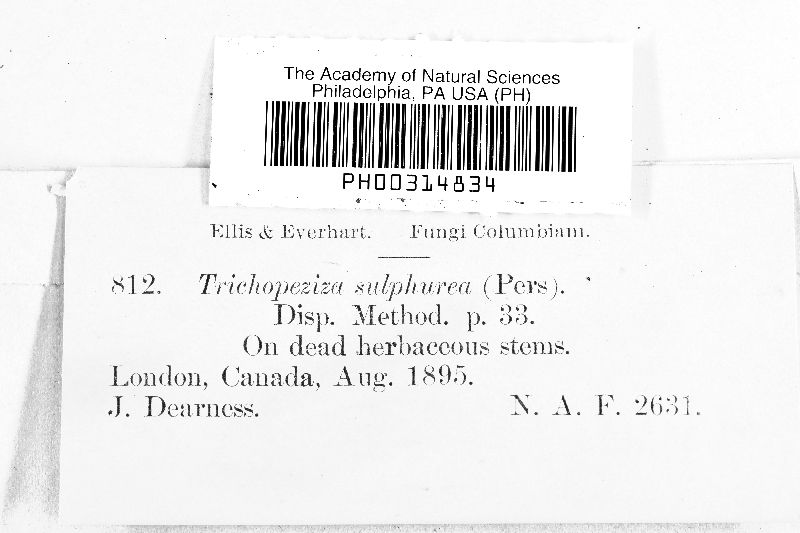 The Academy of Natural Sciences
Philadelphia, PA USA (PH)
PH00314834
Ellis & Everhart. Fungi Columbiani.
812. Trichopeziza sulphurea (Pers).
Disp. Method. p. 33.
On dead herbaceous stems.
London, Canada, Aug. 1895.
J. Dearness. N. A. F. 2631.